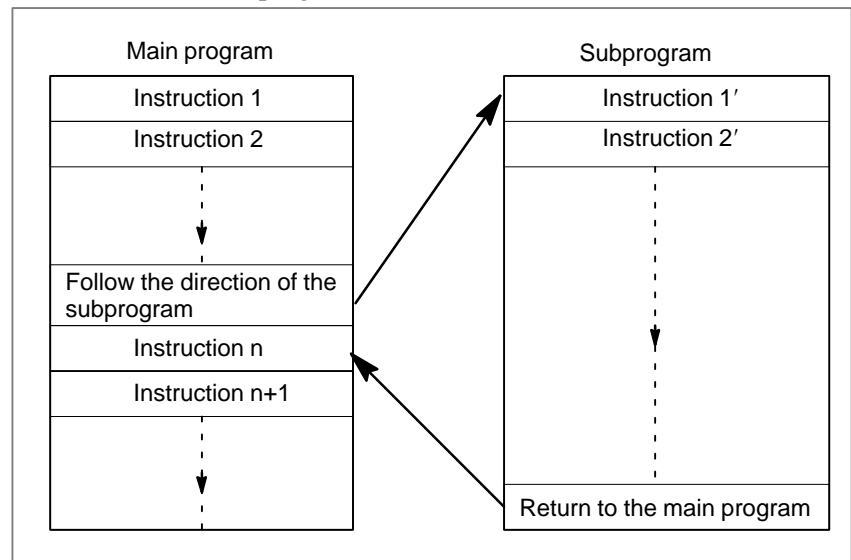 Main program
Instruction 1
Instruction 2
Follow the direction of the
subprogram
Instruction n
Instruction n+1
Subprogram
Instruction 1′
Instruction 2′
Return to the main program